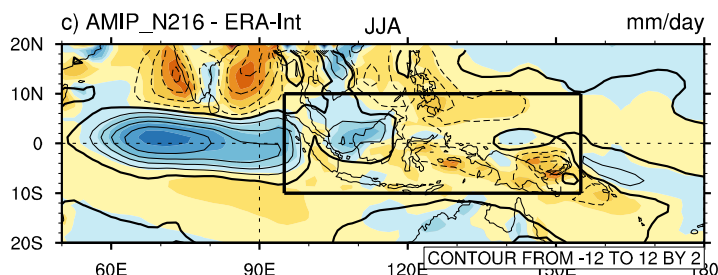 c) AMIP_N216 - ERA-Int JJA mm/day
20N
10N
0
10S
20S
CONTOUR FROM -12 TO 12 BY 2
60E 90E 120E 180